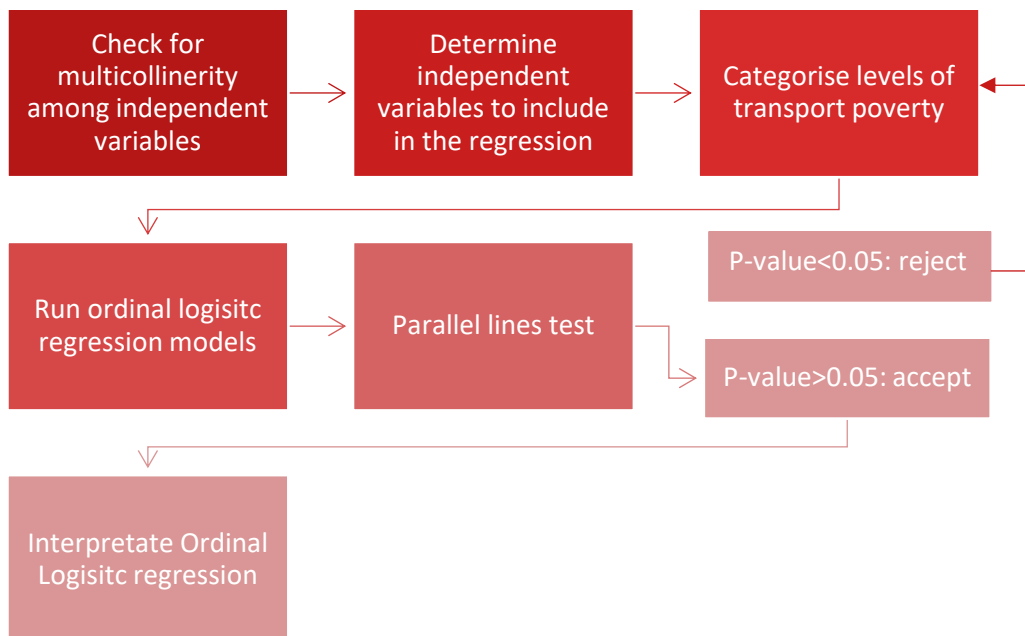 Check for
multicollinerity
among independent
variables
Determine
independent
variables to include
in the regression
Categorise levels of
transport poverty
Run ordinal logisitc
regression models
Parallel lines test
P-value<0.05: reject
P-value>0.05: accept
Interpretate Ordinal
Logisitc regression